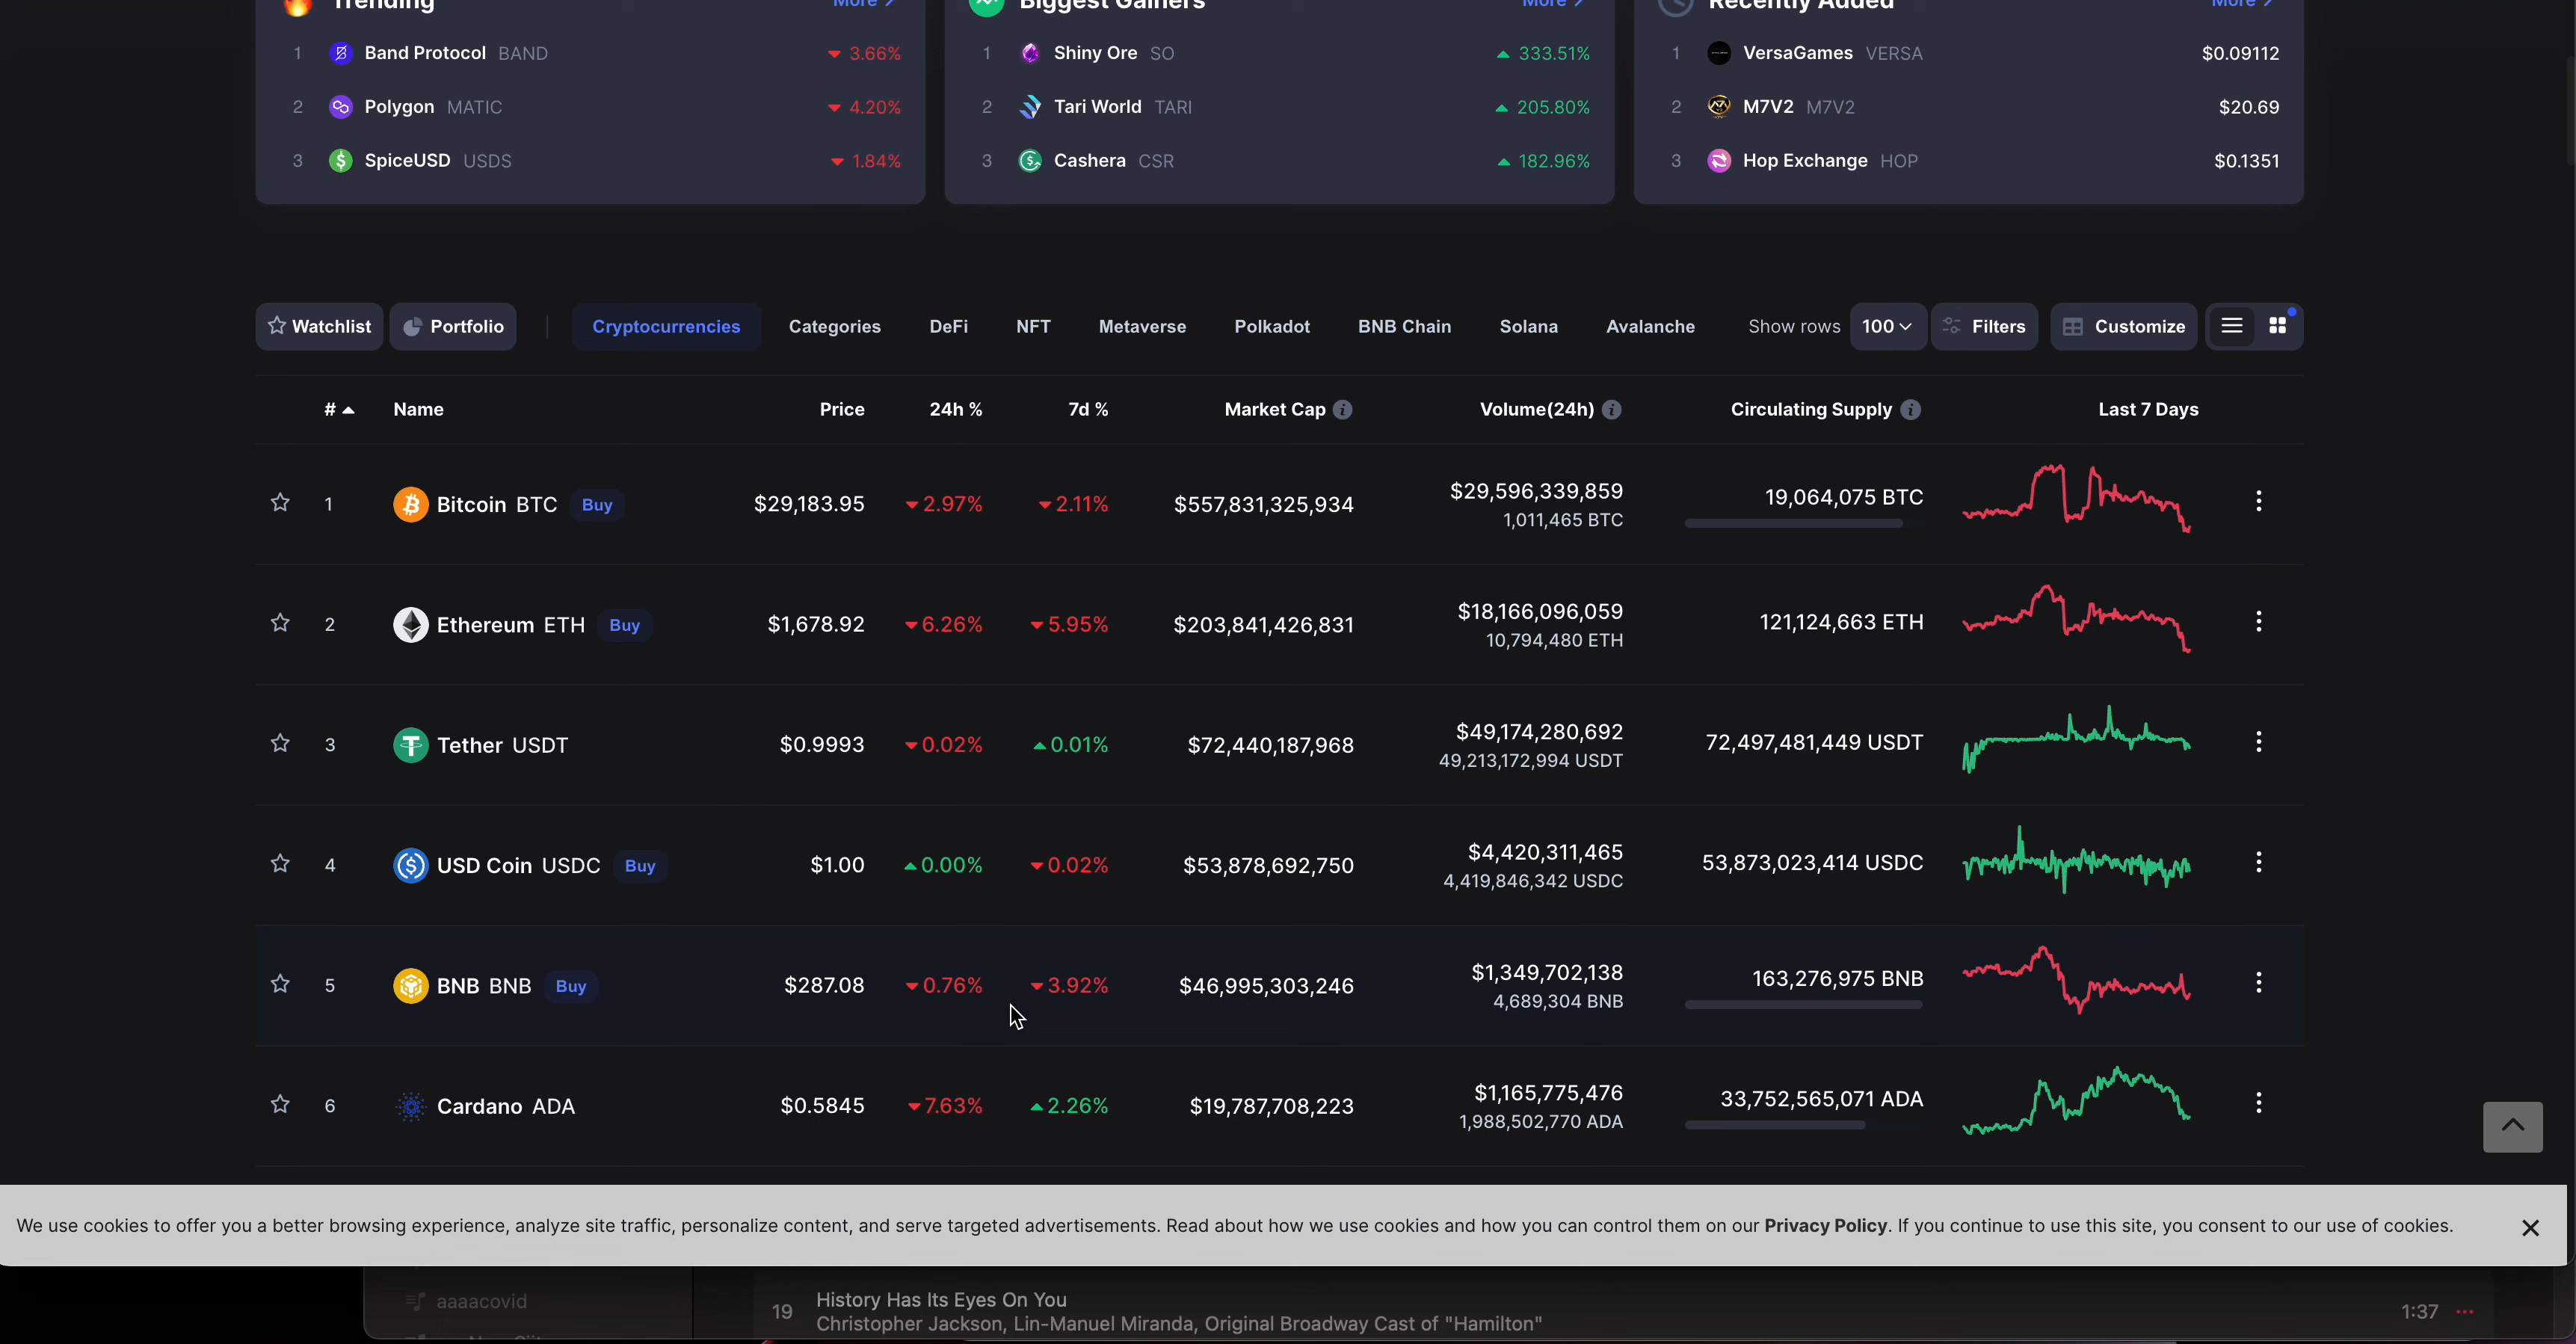 Trending More >
Biggest Gainers More >
Recently Added More >
1 Band Protocol BAND 3.66%
2 Polygon MATIC 4.20%
3 SpiceUSD USDS 1.84%
1 Shiny Ore SO 333.51%
2 Tari World TARI 205.80%
3 Cashera CSR 182.96%
1 VersaGames VERSA $0.09112
2 M7V2 M7V2 $20.69
3 Hop Exchange HOP $0.1351
Watchlist Portfolio Cryptocurrencies Categories DeFi NFT Metaverse Polkadot BNB Chain Solana Avalanche Show rows 100 Filters Customize
# Name Price 24h % 7d % Market Cap Volume(24h) Circulating Supply Last 7 Days
1 Bitcoin BTC Buy $29,183.95 2.97% 2.11% $557,831,325,934 $29,596,339,859 19,064,075 BTC
1,011,465 BTC
2 Ethereum ETH Buy $1,678.92 6.26% 5.95% $203,841,426,831 $18,166,096,059 121,124,663 ETH
10,794,480 ETH
3 Tether USDT $0.9993 0.02% 0.01% $72,440,187,968 $49,174,280,692 72,497,481,449 USDT
49,213,172,994 USDT
4 USD Coin USDC Buy $1.00 0.00% 0.02% $53,878,692,750 $4,420,311,465 53,873,023,414 USDC
4,419,846,342 USDC
5 BNB BNB Buy $287.08 0.76% 3.92% $46,995,303,246 $1,349,702,138 163,276,975 BNB
4,689,304 BNB
6 Cardano ADA $0.5845 7.63% 2.26% $19,787,708,223 $1,165,775,476 33,752,565,071 ADA
1,988,502,770 ADA
We use cookies to offer you a better browsing experience, analyze site traffic, personalize content, and serve targeted advertisements. Read about how we use cookies and how you can control them on our Privacy Policy. If you continue to use this site, you consent to our use of cookies.
aaaacovid
19 History Has Its Eyes On You 1:37
Christopher Jackson, Lin-Manuel Miranda, Original Broadway Cast of "Hamilton"